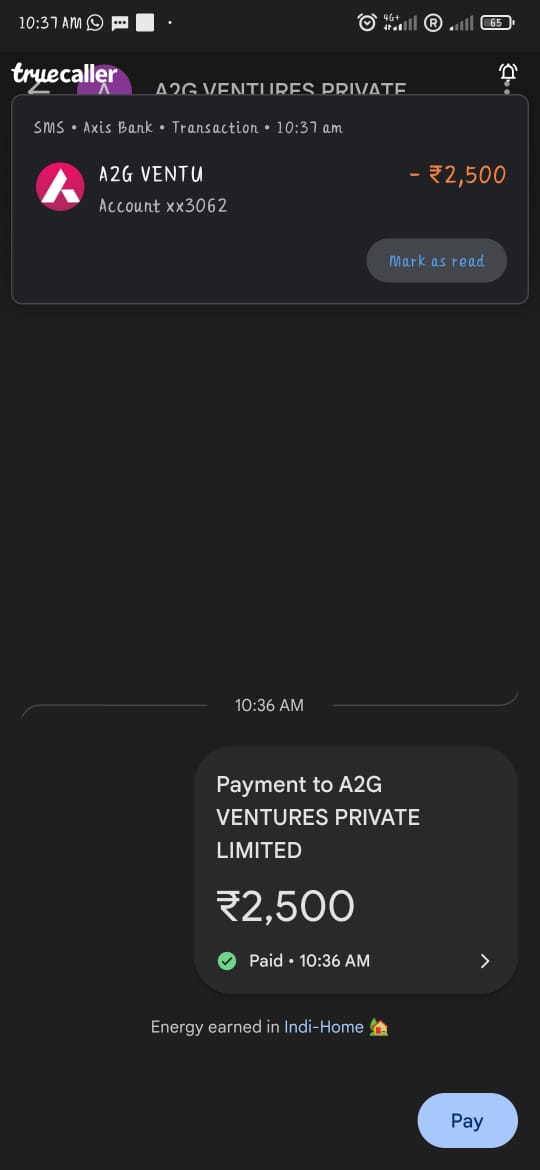 10:37 AM
4G+
R
65
truecaller
A A2G VENTURES PRIVATE
SMS • Axis Bank • Transaction • 10:37 am
A2G VENTU
- ₹2,500
Account xx3062
Mark as read
10:36 AM
Payment to A2G
VENTURES PRIVATE
LIMITED
₹2,500
Paid • 10:36 AM
Energy earned in Indi-Home
Pay